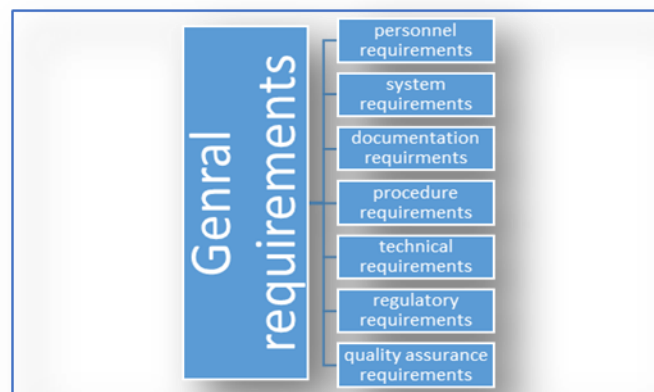 Genral
requirements
personnel
requirements
system
requirements
documentation
requirments
procedure
requirements
technical
requirements
regulatory
requirements
quality assurance
requirements